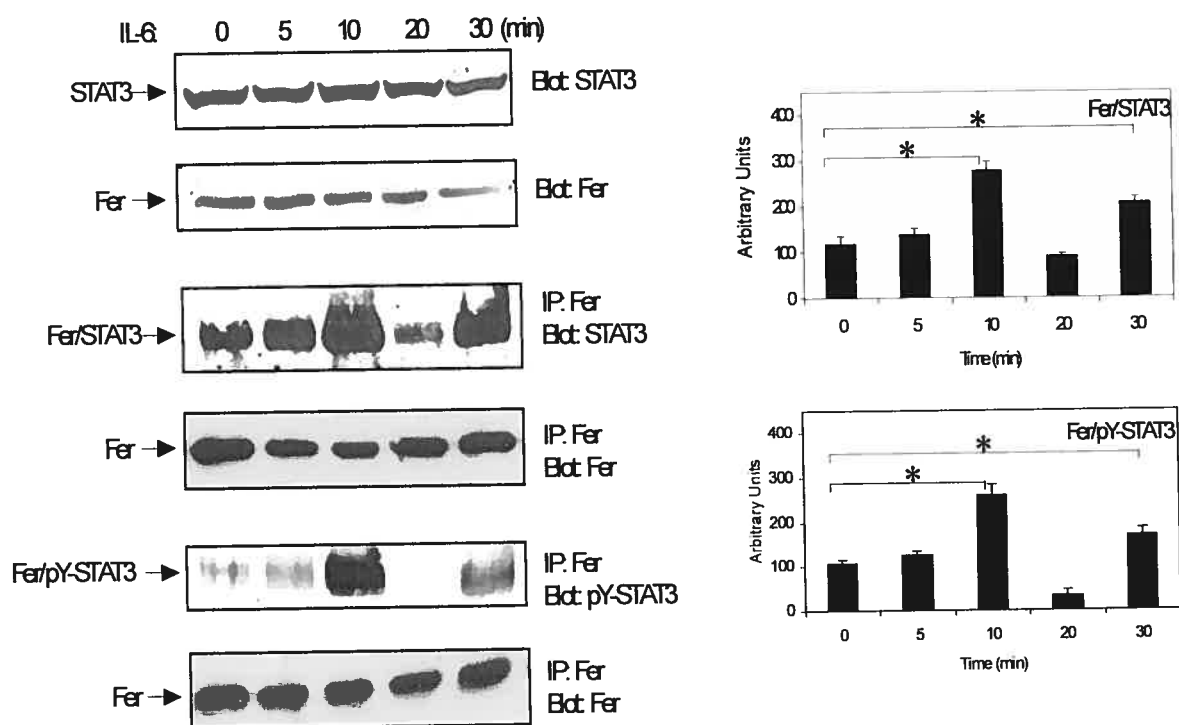 IL-6: 0 5 10 20 30 (min)
STAT3 Blot: STAT3
Fer Blot: Fer
Fer/STAT3 IP: Fer
Blot: STAT3
Fer IP: Fer
Blot: Fer
Fer/pY-STAT3 IP: Fer
Blot: pY-STAT3
Fer IP: Fer
Blot: Fer
Fer/STAT3
Arbitrary Units
400
300
200
100
0
* *
0 5 10 20 30
Time (min)
Fer/pY-STAT3
Arbitrary Units
400
300
200
100
0
* *
0 5 10 20 30
Time (min)